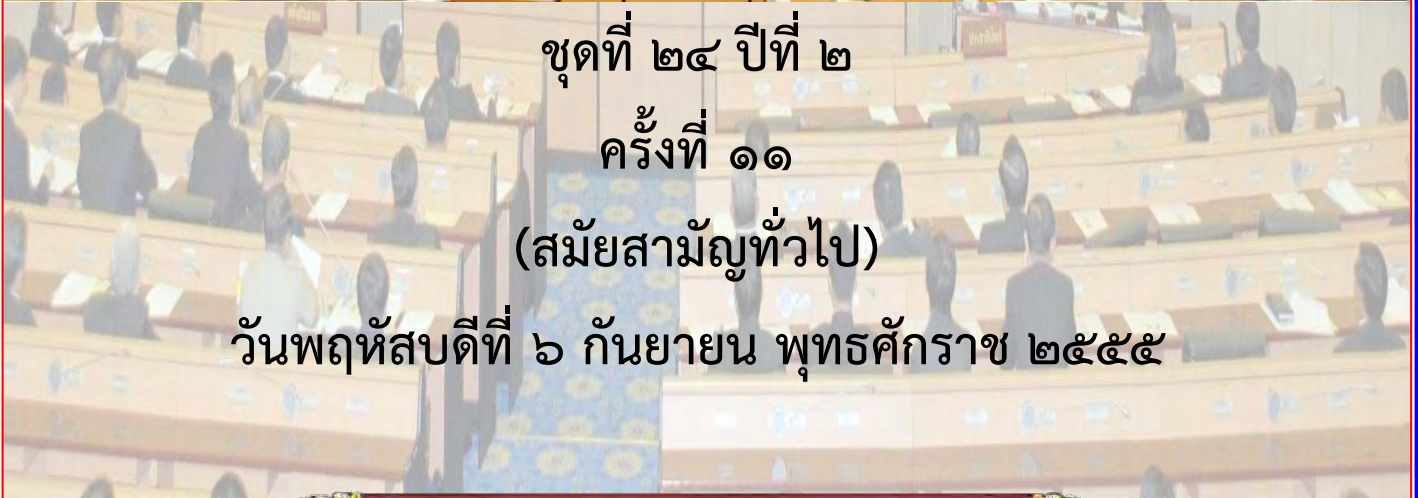 ชุดที่ ๒๔ ปีที่ ๒
ครั้งที่ ๑๑
(สมัยสามัญทั่วไป)
วันพฤหัสบดีที่ ๖ กันยายน พุทธศักราช ๒๕๕๕